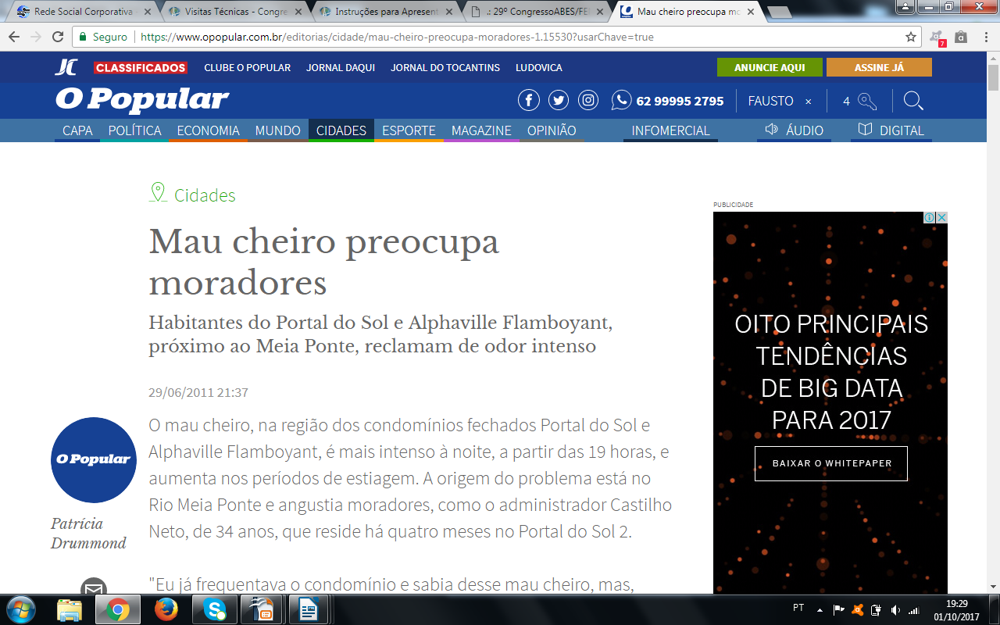 Rede Social Corporativa
Visitas Técnicas - Congre
Instruções para Apresent
.: 29º CongressoABES/FE
Mau cheiro preocupa mo
Seguro
https://www.opopular.com.br/editorias/cidade/mau-cheiro-preocupa-moradores-1.15530?usarChave=true
7
JC
CLASSIFICADOS
CLUBE O POPULAR
JORNAL DAQUI
JORNAL DO TOCANTINS
LUDOVICA
ANUNCIE AQUI
ASSINE JÁ
O Popular
62 99995 2795
FAUSTO ×
4
CAPA
POLÍTICA
ECONOMIA
MUNDO
CIDADES
ESPORTE
MAGAZINE
OPINIÃO
INFOMERCIAL
ÁUDIO
DIGITAL
Cidades
Mau cheiro preocupa
moradores
Habitantes do Portal do Sol e Alphaville Flamboyant,
próximo ao Meia Ponte, reclamam de odor intenso
29/06/2011 21:37
O Popular
Patrícia
Drummond
O mau cheiro, na região dos condomínios fechados Portal do Sol e
Alphaville Flamboyant, é mais intenso à noite, a partir das 19 horas, e
aumenta nos períodos de estiagem. A origem do problema está no
Rio Meia Ponte e angustia moradores, como o administrador Castilho
Neto, de 34 anos, que reside há quatro meses no Portal do Sol 2.
"Eu já frequentava o condomínio e sabia desse mau cheiro, mas,
PUBLICIDADE
OITO PRINCIPAIS
TENDÊNCIAS
DE BIG DATA
PARA 2017
BAIXAR O WHITEPAPER
PT
19:29
01/10/2017